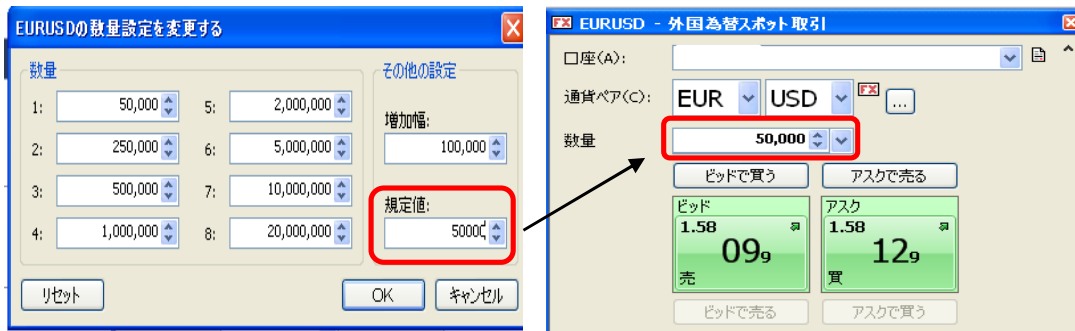 EURUSDの数量設定を変更する
数量
1: 50,000 5: 2,000,000
2: 250,000 6: 5,000,000
3: 500,000 7: 10,000,000
4: 1,000,000 8: 20,000,000
その他の設定
増加幅:
100,000
規定値:
50000
リセット OK キャンセル
FX EURUSD - 外国為替スポット取引
口座(A):
通貨ペア(C): EUR USD FX ...
数量 50,000
ビッドで買う アスクで売る
ビッド アスク
1.58 1.58
099 129
売 買
ビッドで売る アスクで買う